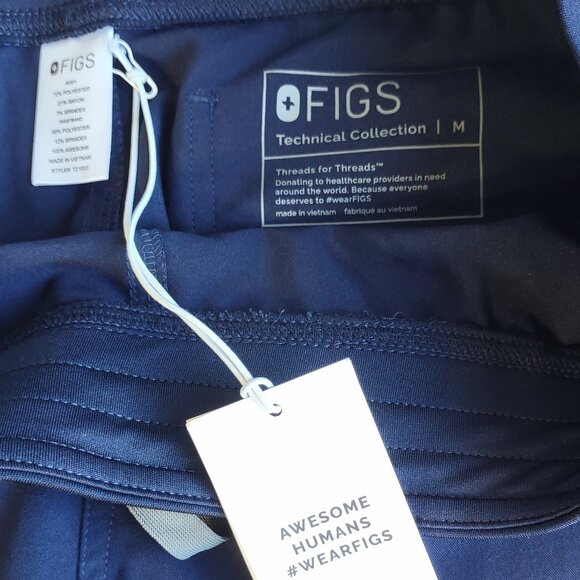 FIGS
BODY
72% POLYESTER
21% RAYON
7% SPANDEX
WAISTBAND
88% POLYESTER
12% SPANDEX
100% AWESOME
MADE IN VIETNAM
STYLE#: T21003
FIGS
Technical Collection | M
Threads for Threads™
Donating to healthcare providers in need
around the world. Because everyone
deserves to #wearFIGS
made in vietnam fabriqué au vietnam
AWESOME
HUMANS
#WEARFIGS